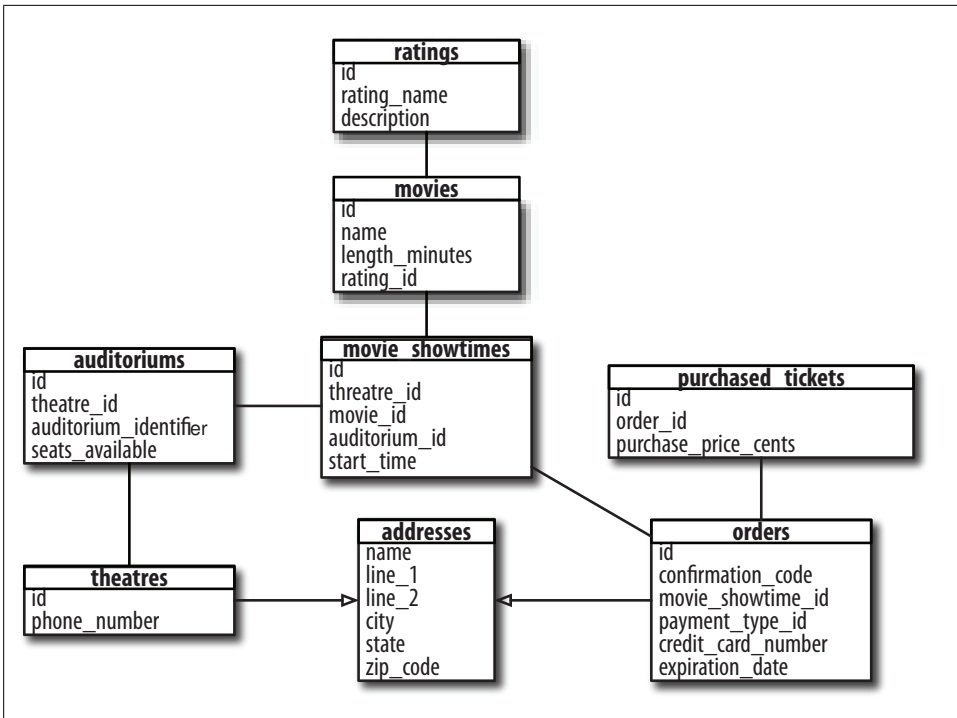 ratings
id
rating_name
description
movies
id
name
length_minutes
rating_id
movie_showtimes
id
threatre_id
movie_id
auditorium_id
start_time
auditoriums
id
theatre_id
auditorium_identifier
seats_available
purchased_tickets
id
order_id
purchase_price_cents
theatres
id
phone_number
addresses
name
line_1
line_2
city
state
zip_code
orders
id
confirmation_code
movie_showtime_id
payment_type_id
credit_card_number
expiration_date